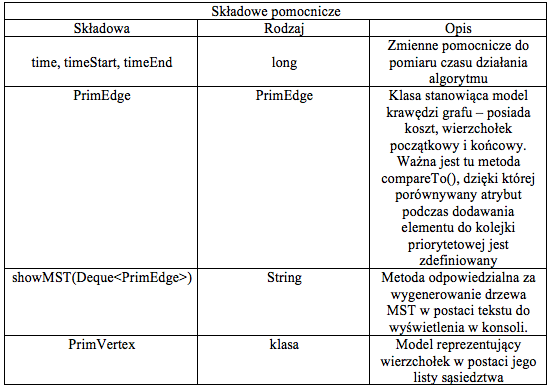 Składowe pomocnicze
Składowa Rodzaj Opis
time, timeStart, timeEnd long Zmienne pomocnicze do
pomiaru czasu działania
algorytmu
PrimEdge PrimEdge Klasa stanowiąca model
krawędzi grafu – posiada
koszt, wierzchołek
początkowy i końcowy.
Ważna jest tu metoda
compareTo(), dzięki której
porównywany atrybut
podczas dodawania
elementu do kolejki
priorytetowej jest
zdefiniowany
showMST(Deque<PrimEdge>) String Metoda odpowiedzialna za
wygenerowanie drzewa
MST w postaci tekstu do
wyświetlenia w konsoli.
PrimVertex klasa Model reprezentujący
wierzchołek w postaci jego
listy sąsiedztwa